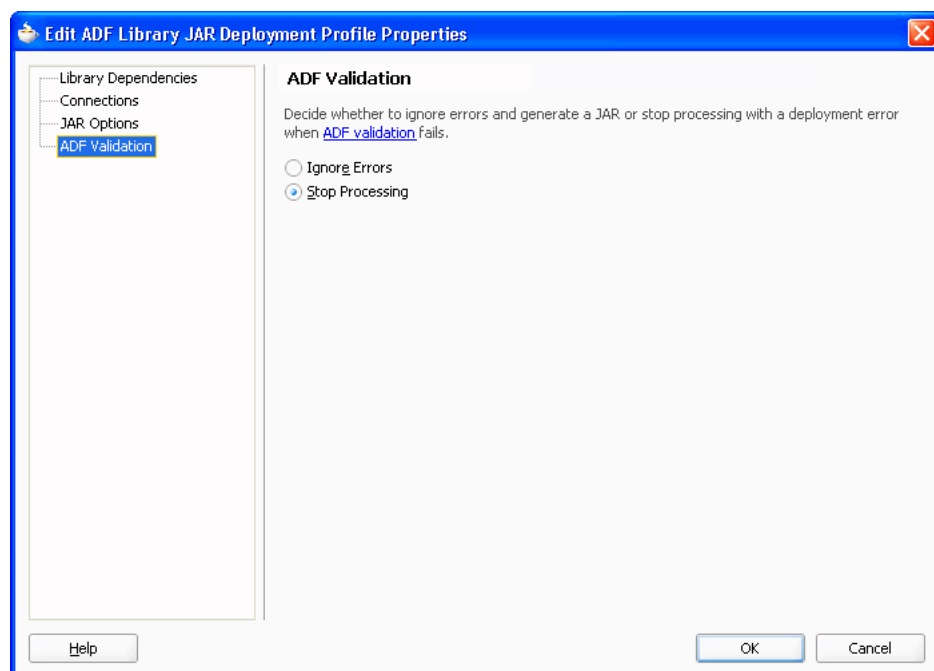 Edit ADF Library JAR Deployment Profile Properties
Library Dependencies
Connections
JAR Options
ADF Validation
ADF Validation
Decide whether to ignore errors and generate a JAR or stop processing with a deployment error
when ADF validation fails.
Ignore Errors
Stop Processing
Help
OK
Cancel